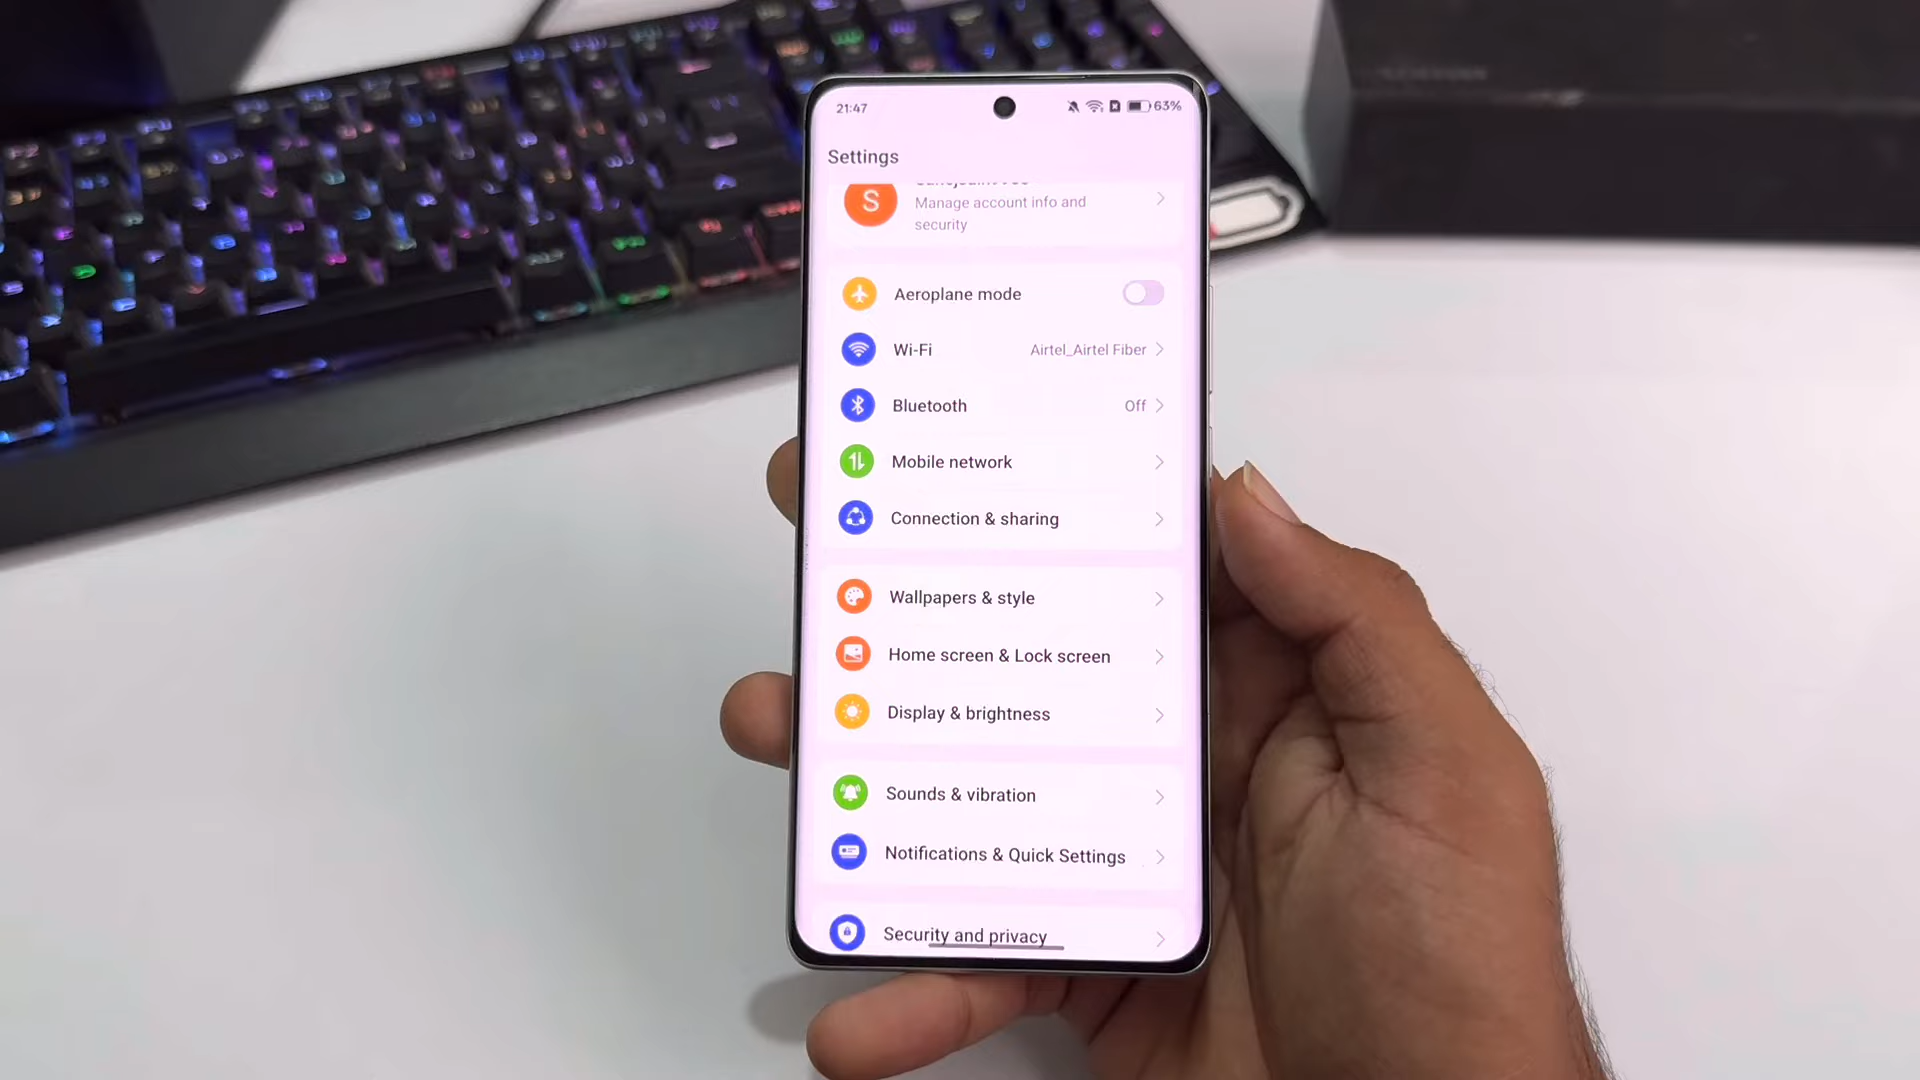 21:47
63%
Settings
S
Manage account info and
security
Aeroplane mode
Wi-Fi
Airtel_Airtel Fiber
Bluetooth
Off
Mobile network
Connection & sharing
Wallpapers & style
Home screen & Lock screen
Display & brightness
Sounds & vibration
Notifications & Quick Settings
Security and privacy